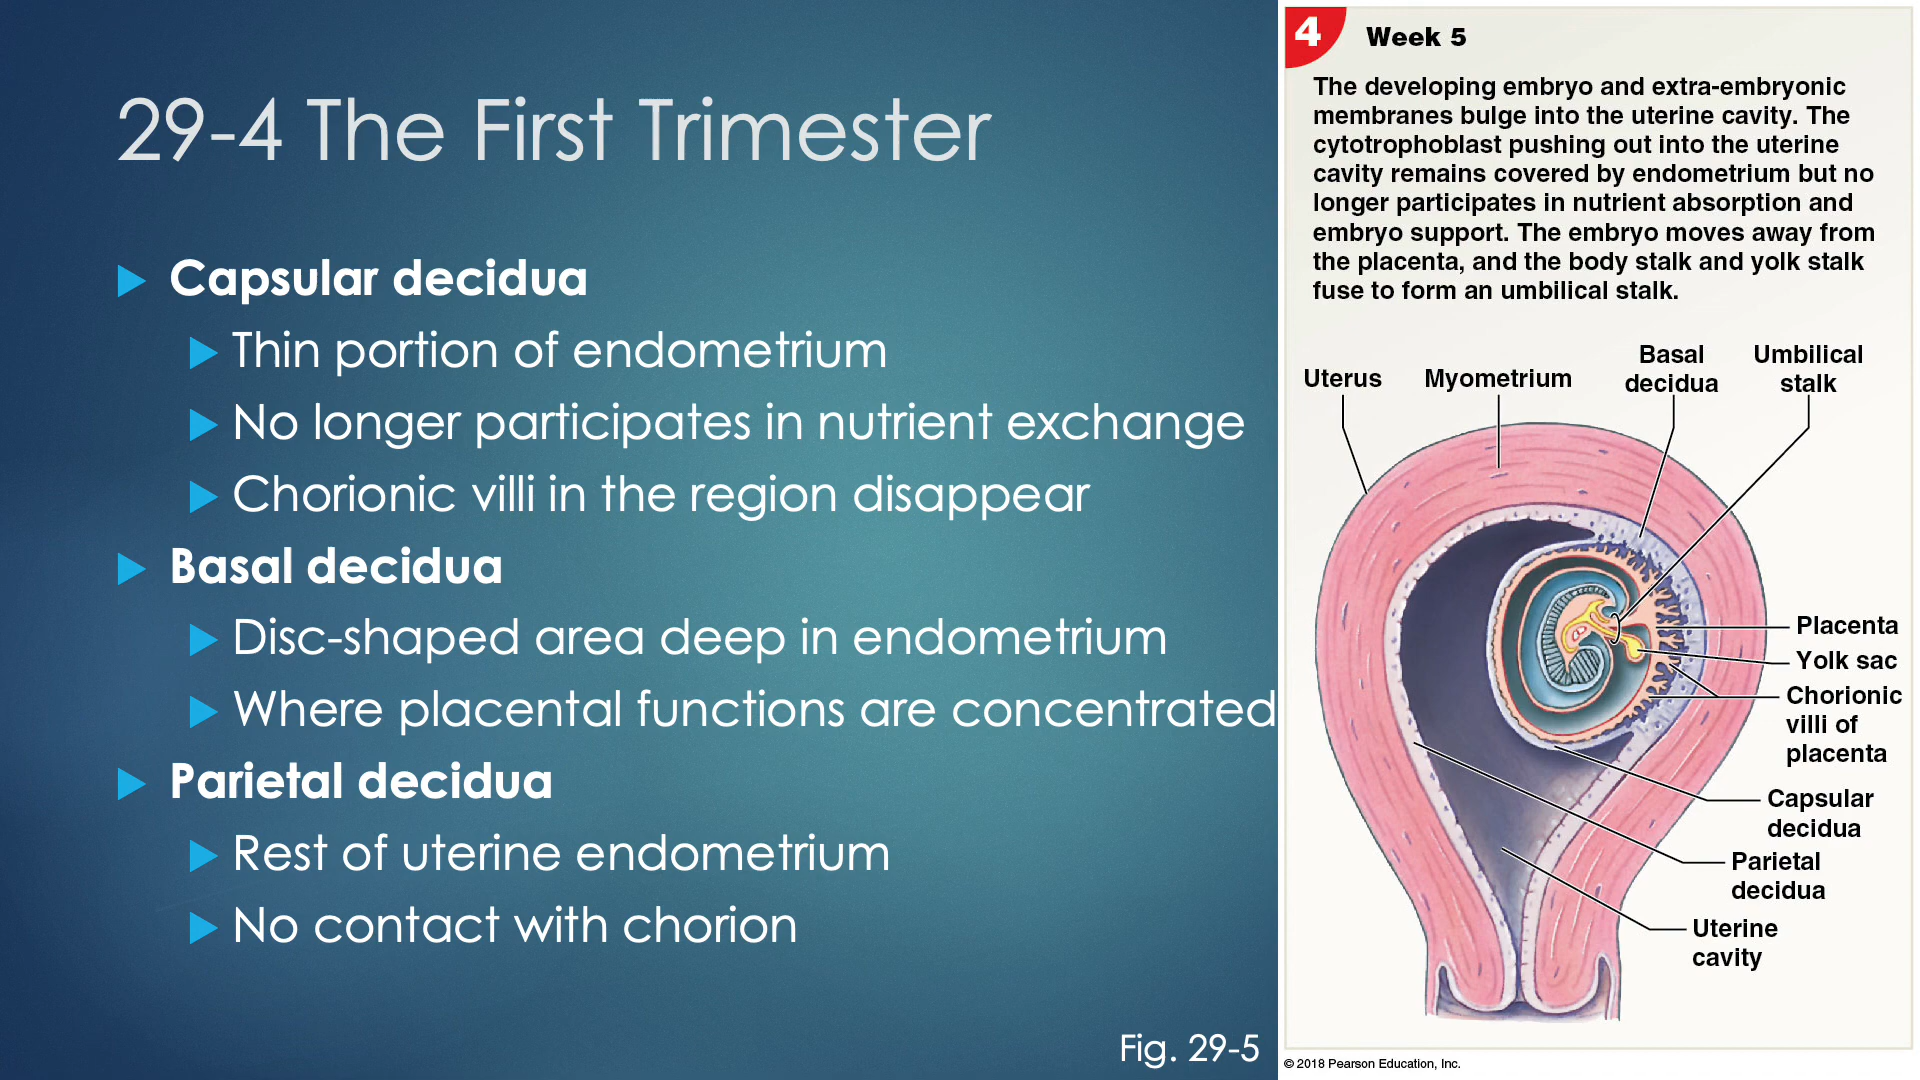 29-4 The First Trimester
Capsular decidua
Thin portion of endometrium
No longer participates in nutrient exchange
Chorionic villi in the region disappear
Basal decidua
Disc-shaped area deep in endometrium
Where placental functions are concentrated
Parietal decidua
Rest of uterine endometrium
No contact with chorion
Fig. 29-5
4 Week 5
The developing embryo and extra-embryonic
membranes bulge into the uterine cavity. The
cytotrophoblast pushing out into the uterine
cavity remains covered by endometrium but no
longer participates in nutrient absorption and
embryo support. The embryo moves away from
the placenta, and the body stalk and yolk stalk
fuse to form an umbilical stalk.
Uterus
Myometrium
Basal
decidua
Umbilical
stalk
Placenta
Yolk sac
Chorionic
villi of
placenta
Capsular
decidua
Parietal
decidua
Uterine
cavity
© 2018 Pearson Education, Inc.